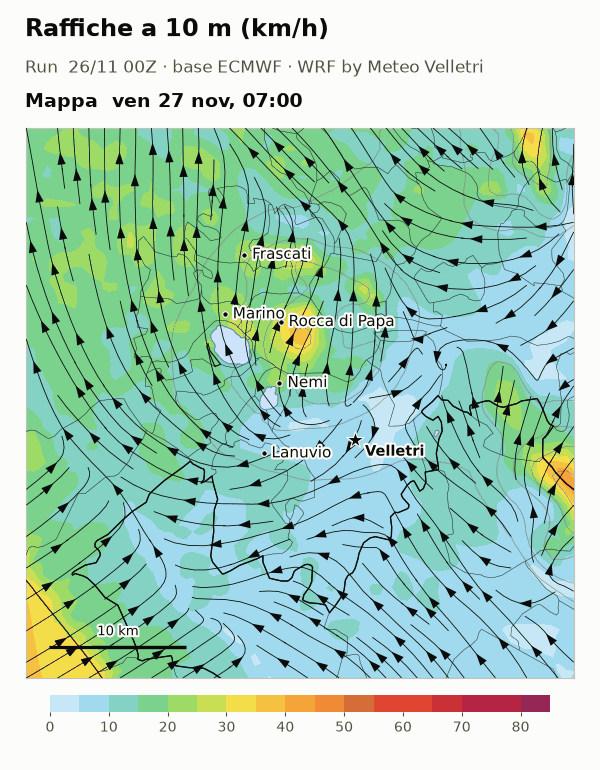 Raffiche a 10 m (km/h)
Run 26/11 00Z · base ECMWF · WRF by Meteo Velletri
Mappa ven 27 nov, 07:00
Frascati
Marino
Rocca di Papa
Nemi
Velletri
Lanuvio
10 km
0 10 20 30 40 50 60 70 80